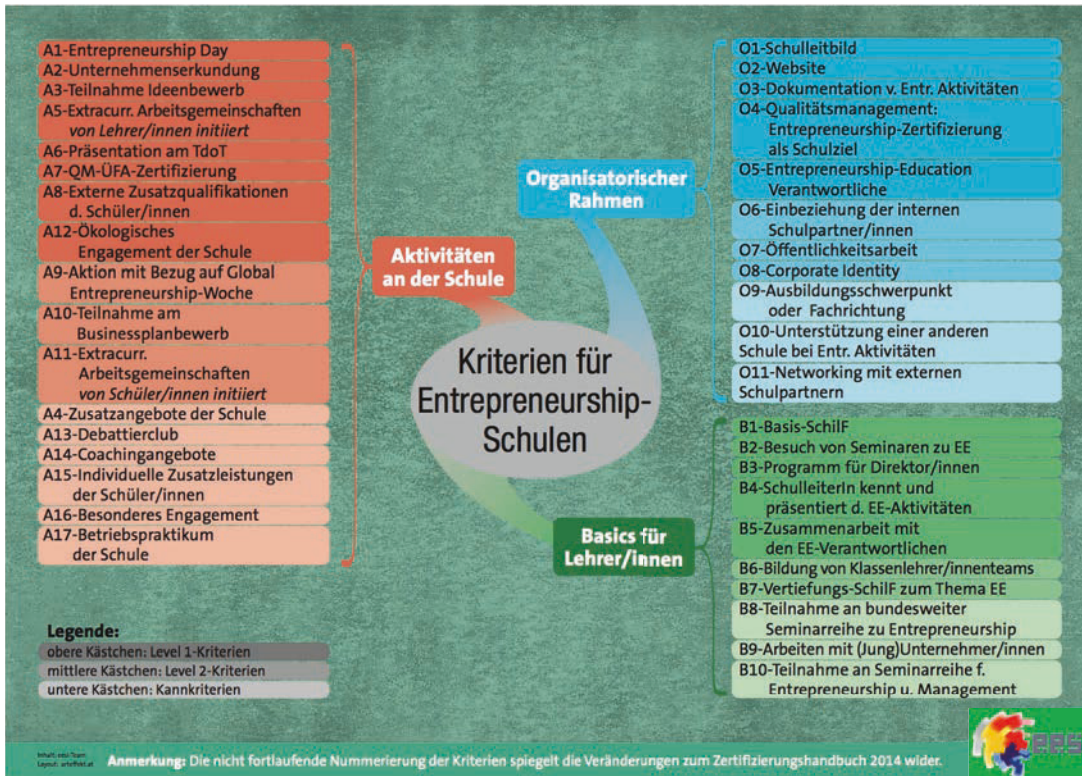 A1-Entrepreneurship Day
A2-Unternehmenserkundung
A3-Teilnahme Ideenbewerb
A5-Extracurr. Arbeitsgemeinschaften
von Lehrer/innen initiiert
A6-Präsentation am TdoT
A7-QM-ÜFA-Zertifizierung
A8-Externe Zusatzqualifikationen
d. Schüler/innen
A12-Ökologisches
Engagement der Schule
A9-Aktion mit Bezug auf Global
Entrepreneurship-Woche
A10-Teilnahme am
Businessplanbewerb
A11-Extracurr.
Arbeitsgemeinschaften
von Schüler/innen initiiert
A4-Zusatzangebote der Schule
A13-Debattierclub
A14-Coachingangebote
A15-Individuelle Zusatzleistungen
der Schüler/innen
A16-Besonderes Engagement
A17-Betriebspraktikum
der Schule
Aktivitäten
an der Schule
Kriterien für
Entrepreneurship-
Schulen
Organisatorischer
Rahmen
O1-Schulleitbild
O2-Website
O3-Dokumentation v. Entr. Aktivitäten
O4-Qualitätsmanagement:
Entrepreneurship-Zertifizierung
als Schulziel
O5-Entrepreneurship-Education
Verantwortliche
O6-Einbeziehung der internen
Schulpartner/innen
O7-Öffentlichkeitsarbeit
O8-Corporate Identity
O9-Ausbildungsschwerpunkt
oder Fachrichtung
O10-Unterstützung einer anderen
Schule bei Entr. Aktivitäten
O11-Networking mit externen
Schulpartnern
Basics für
Lehrer/innen
B1-Basis-SchilF
B2-Besuch von Seminaren zu EE
B3-Programm für Direktor/innen
B4-SchulleiterIn kennt und
präsentiert d. EE-Aktivitäten
B5-Zusammenarbeit mit
den EE-Verantwortlichen
B6-Bildung von Klassenlehrer/innenteams
B7-Vertiefungs-SchilF zum Thema EE
B8-Teilnahme an bundesweiter
Seminarreihe zu Entrepreneurship
B9-Arbeiten mit (Jung)Unternehmer/innen
B10-Teilnahme an Seminarreihe f.
Entrepreneurship u. Management
Legende:
obere Kästchen: Level 1-Kriterien
mittlere Kästchen: Level 2-Kriterien
untere Kästchen: Kannkriterien
Layout:
Anmerkung: Die nicht fortlaufende Nummerierung der Kriterien spiegelt die Veränderungen zum Zertifizierungshandbuch 2014 wider.
ees